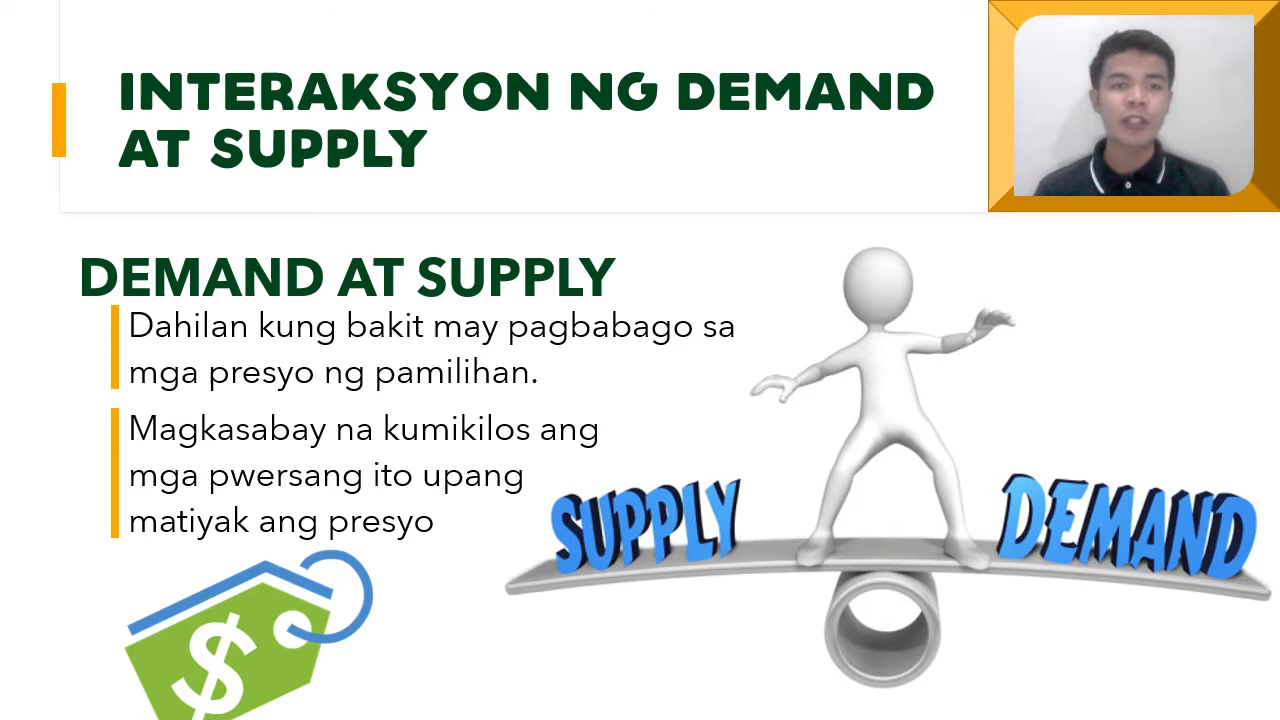 INTERAKSYON NG DEMAND
AT SUPPLY
DEMAND AT SUPPLY
Dahilan kung bakit may pagbabago sa
mga presyo ng pamilihan.
Magkasabay na kumikilos ang
mga pwersang ito upang
matiyak ang presyo
SUPPLY
DEMAND
$